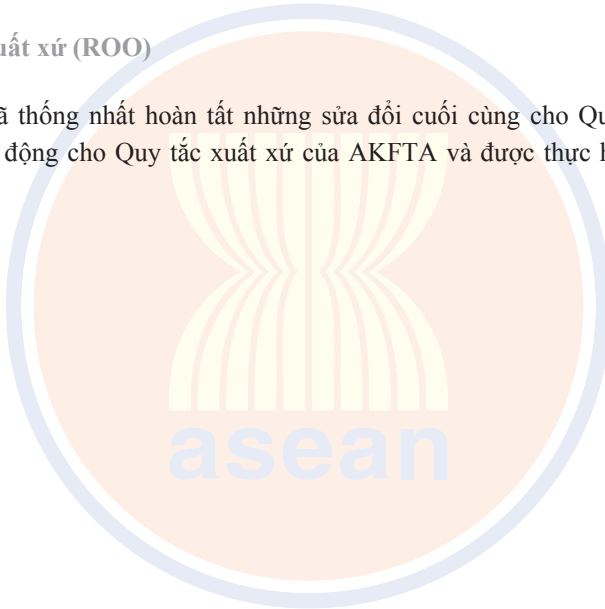 uất xứ (ROO)
ã thống nhất hoàn tất những sửa đổi cuối cùng cho Qu
động cho Quy tắc xuất xứ của AKFTA và được thực h
asean